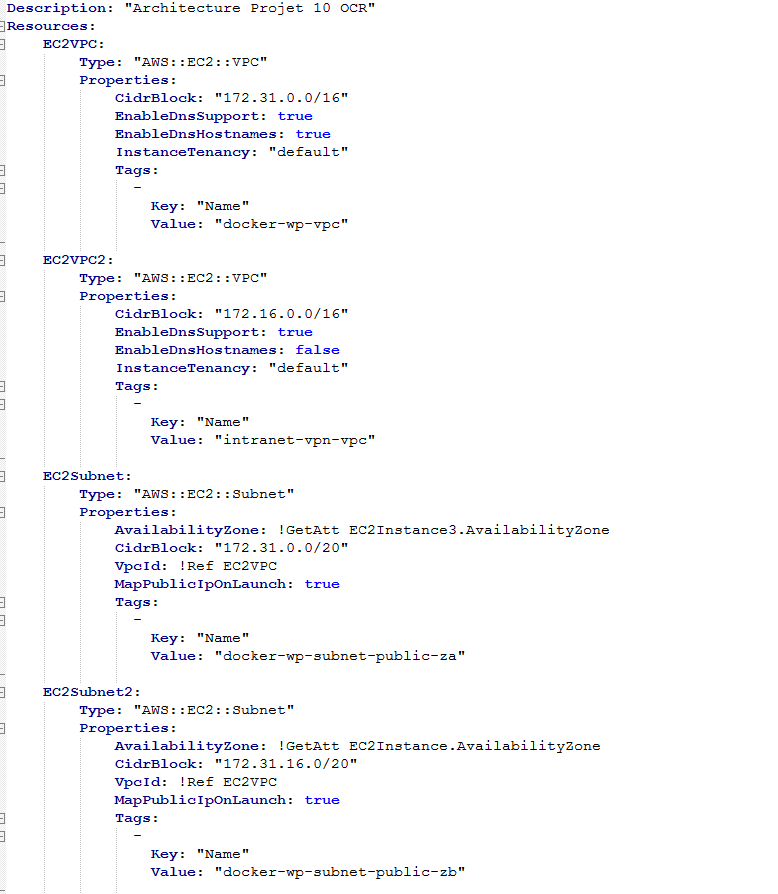 Description: "Architecture Projet 10 OCR"
Resources:
    EC2VPC:
        Type: "AWS::EC2::VPC"
        Properties:
            CidrBlock: "172.31.0.0/16"
            EnableDnsSupport: true
            EnableDnsHostnames: true
            InstanceTenancy: "default"
            Tags:
              -
                Key: "Name"
                Value: "docker-wp-vpc"
    EC2VPC2:
        Type: "AWS::EC2::VPC"
        Properties:
            CidrBlock: "172.16.0.0/16"
            EnableDnsSupport: true
            EnableDnsHostnames: false
            InstanceTenancy: "default"
            Tags:
              -
                Key: "Name"
                Value: "intranet-vpn-vpc"
    EC2Subnet:
        Type: "AWS::EC2::Subnet"
        Properties:
            AvailabilityZone: !GetAtt EC2Instance3.AvailabilityZone
            CidrBlock: "172.31.0.0/20"
            VpcId: !Ref EC2VPC
            MapPublicIpOnLaunch: true
            Tags:
              -
                Key: "Name"
                Value: "docker-wp-subnet-public-za"
    EC2Subnet2:
        Type: "AWS::EC2::Subnet"
        Properties:
            AvailabilityZone: !GetAtt EC2Instance.AvailabilityZone
            CidrBlock: "172.31.16.0/20"
            VpcId: !Ref EC2VPC
            MapPublicIpOnLaunch: true
            Tags:
              -
                Key: "Name"
                Value: "docker-wp-subnet-public-zb"